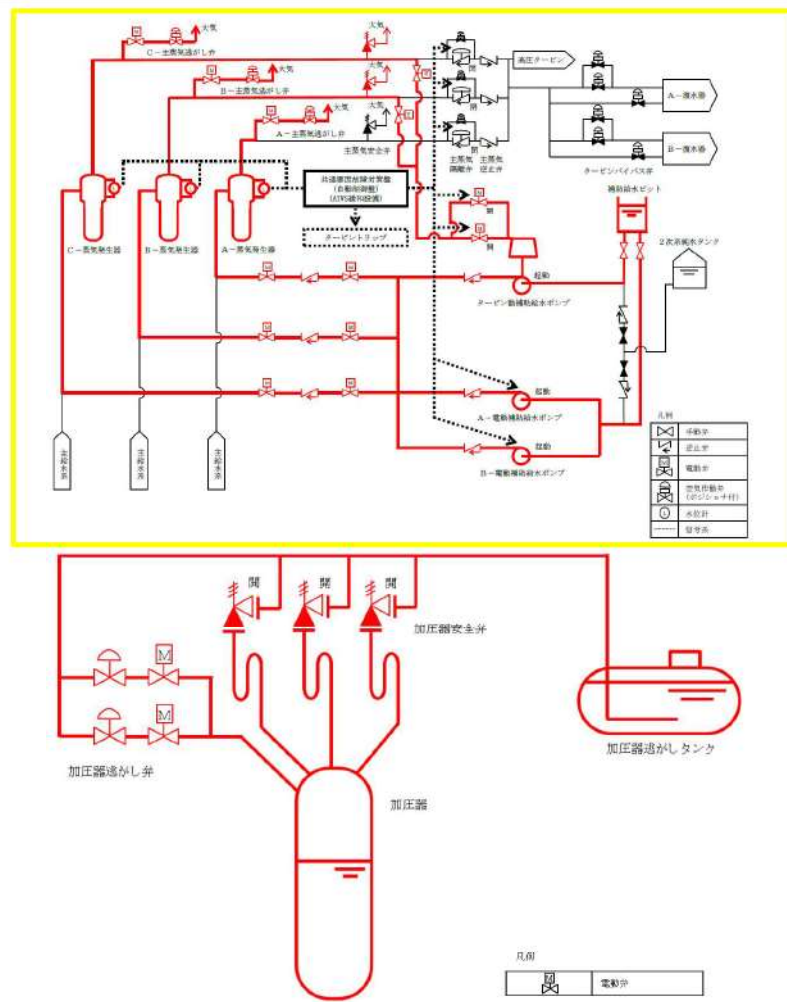 大気
C－主蒸気逃がし弁
大気
大気
B－主蒸気逃がし弁
大気
大気
A－主蒸気逃がし弁
大気
主蒸気安全弁
閉
閉
閉
主蒸気
隔離弁
主蒸気
逆止弁
高圧タービン
A－復水器
B－復水器
タービンバイパス弁
共通要因故障対策盤
(自動制御盤)
(ATWS緩和設備)
タービントリップ
C－蒸気発生器
B－蒸気発生器
A－蒸気発生器
補助給水ピット
2次系純水タンク
開
開
起動
タービン動補助給水ポンプ
起動
A－電動補助給水ポンプ
起動
B－電動補助給水ポンプ
主給水系
主給水系
主給水系
凡例
手動弁
逆止弁
M
電動弁
空気作動弁
(ポジショナ付)
L
水位計
信号系
開
開
開
加圧器安全弁
M
M
加圧器逃がし弁
加圧器
加圧器逃がしタンク
凡例
M
電動弁